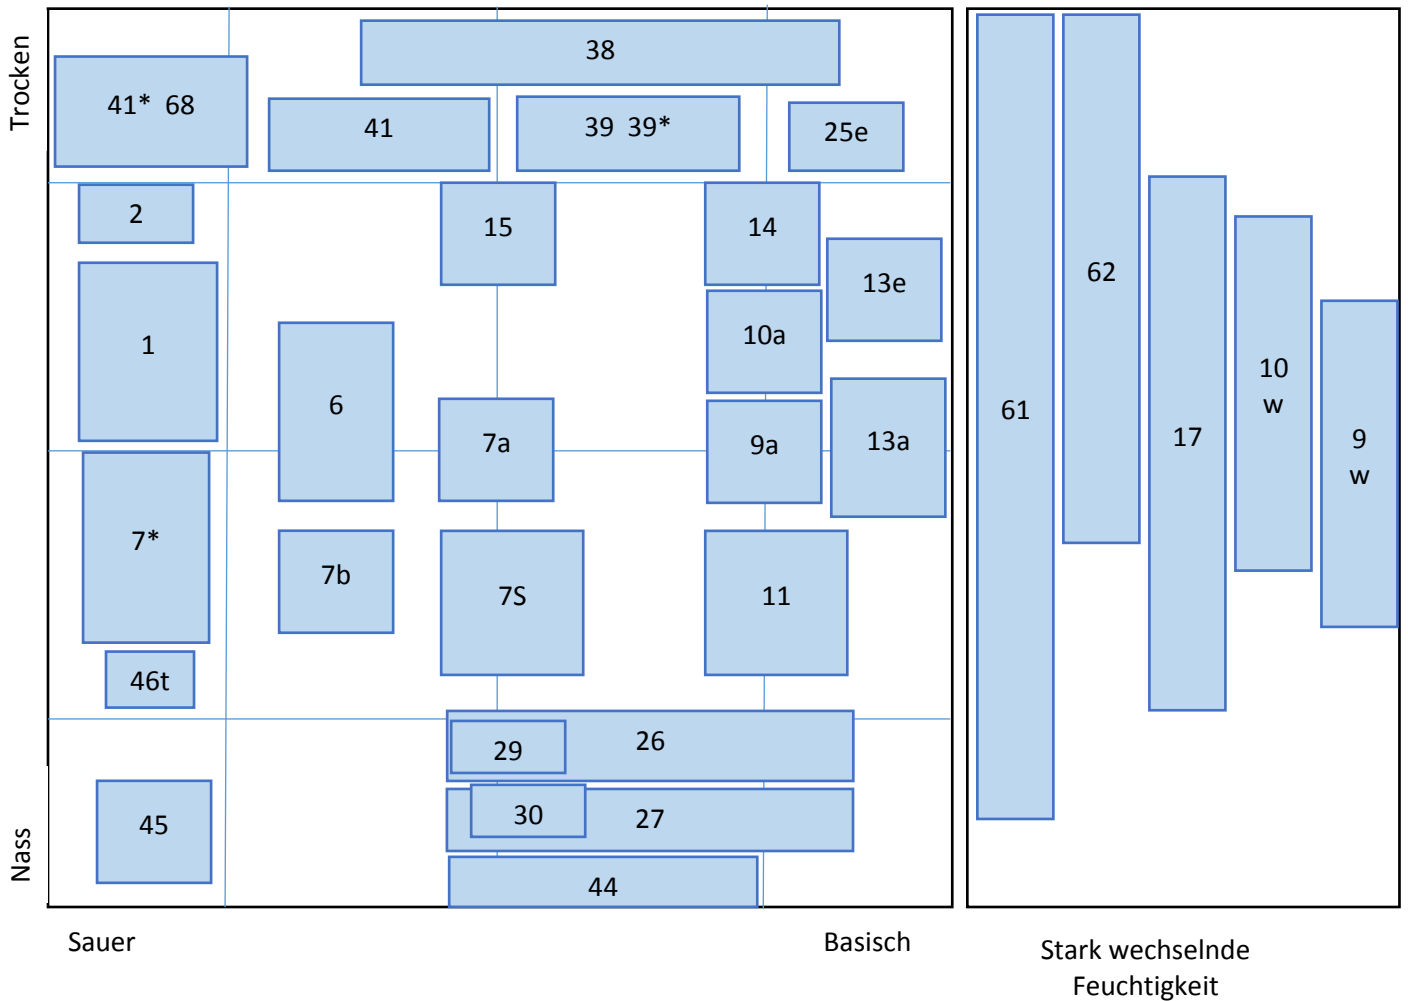 Trocken
38
41* 68
41
39 39*
25e
2
15
14
13e
62
1
10a
10
w
6
61
7a
9a
13a
17
9
w
7*
7b
7S
11
46t
29
26
30
27
45
44
Nass
Sauer
Basisch
Stark wechselnde
Feuchtigkeit